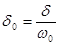 δ₀ = δ / ω₀